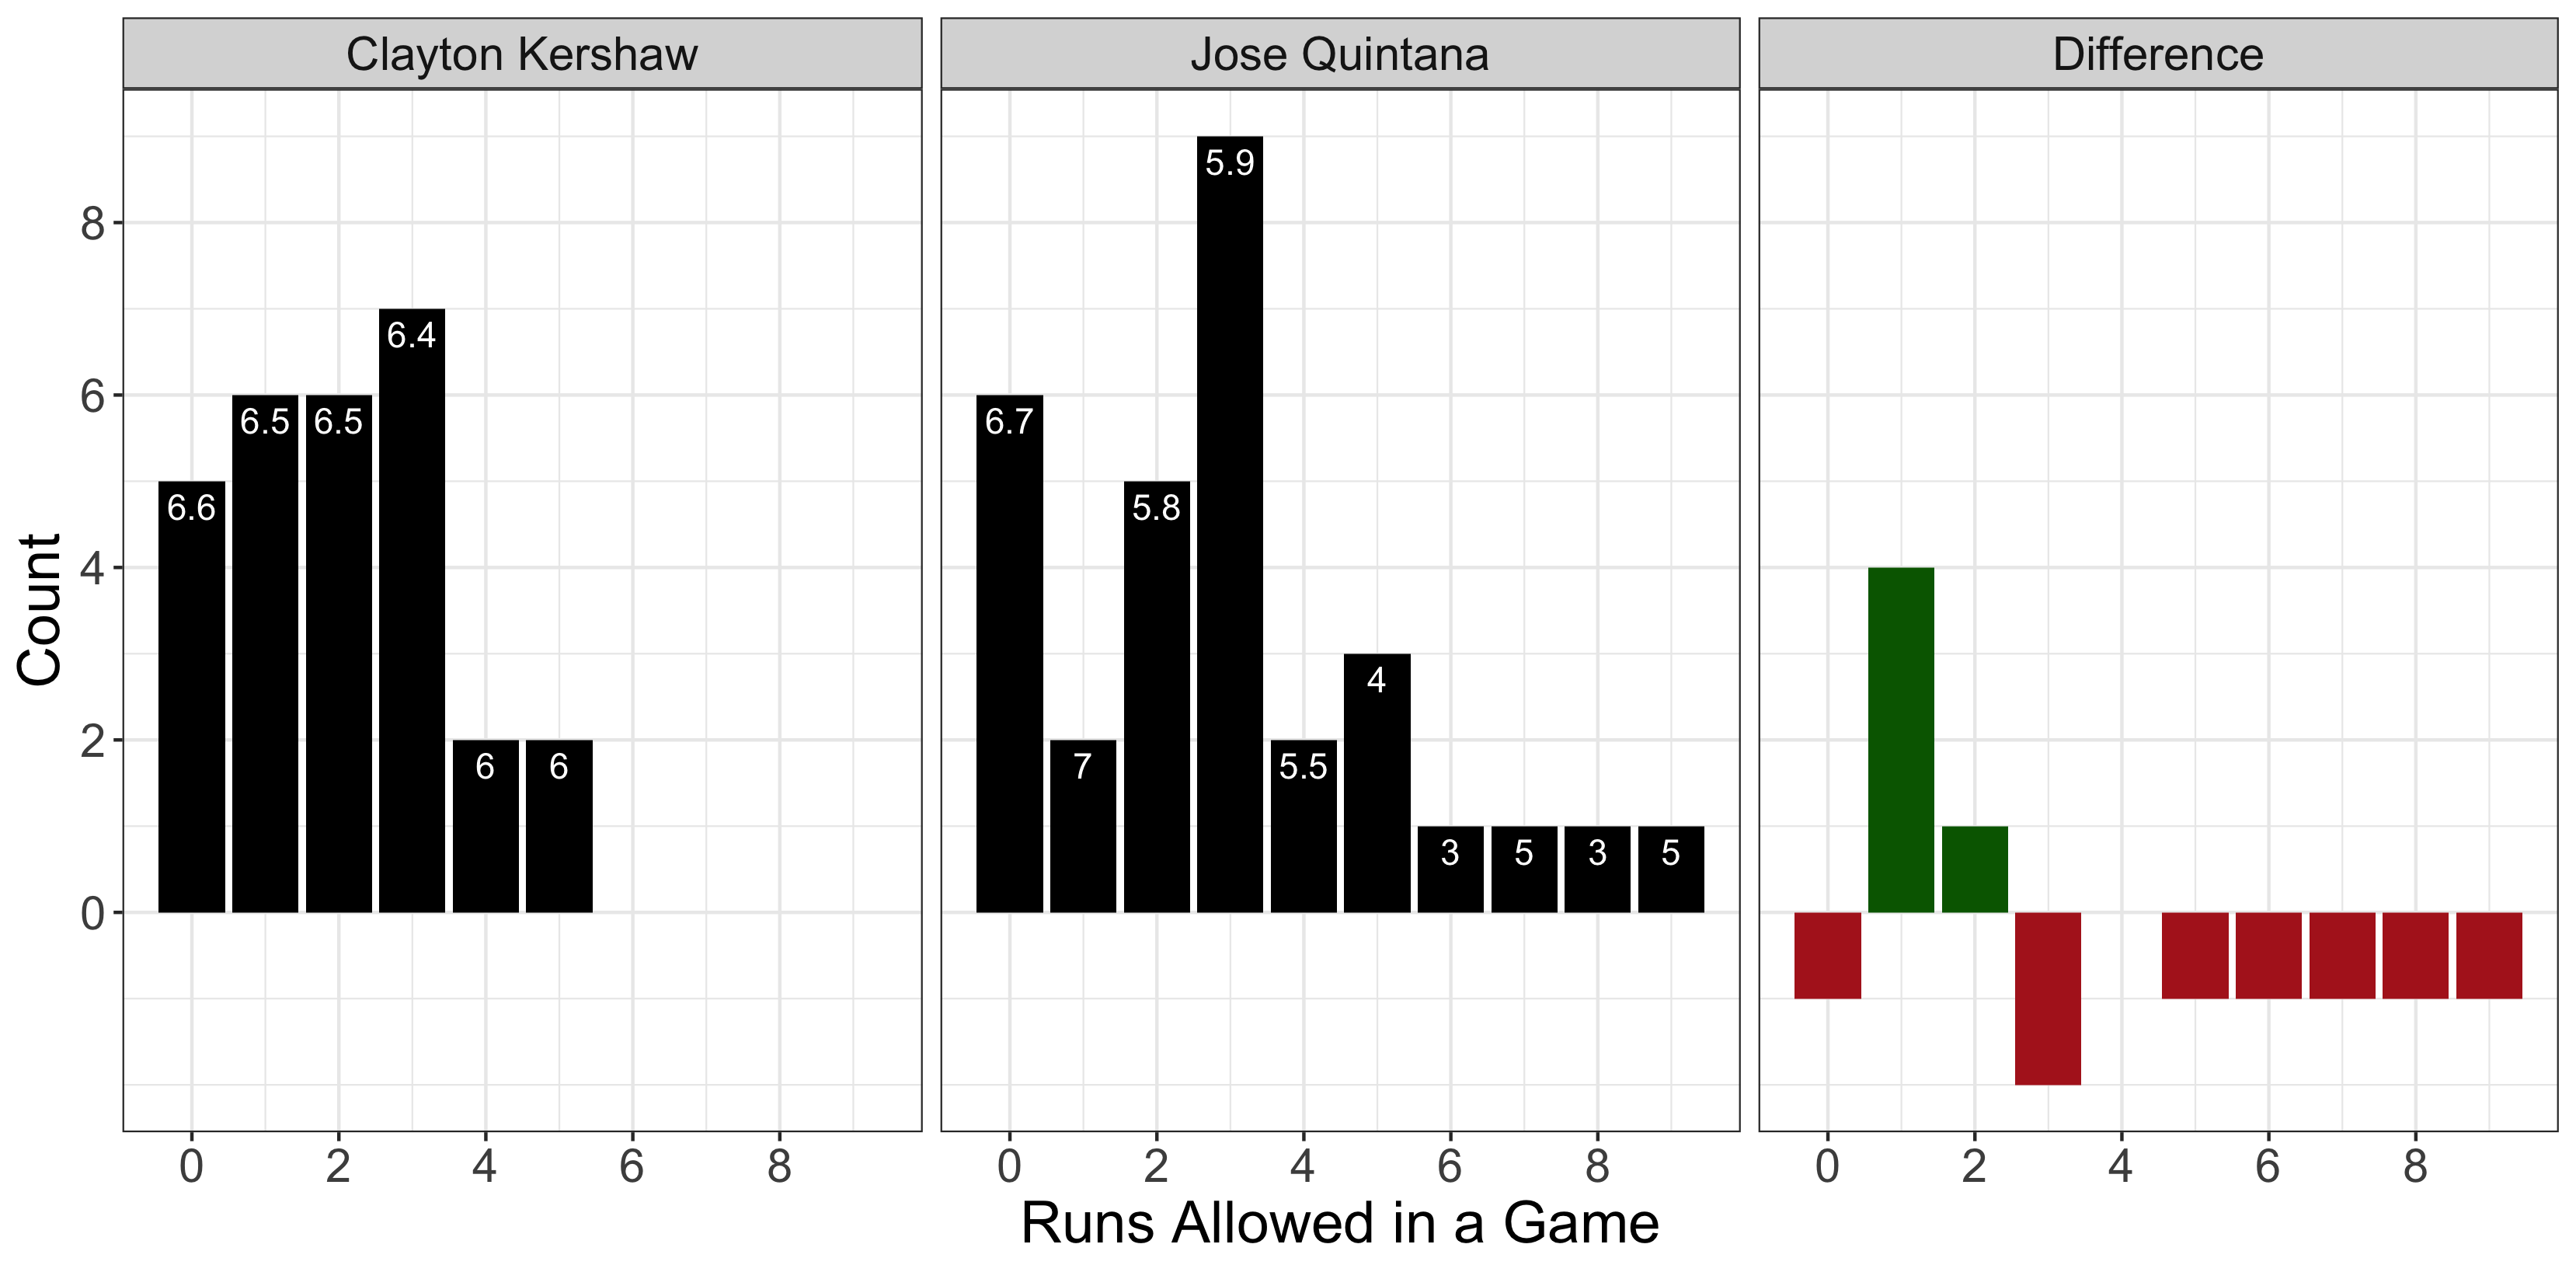 Clayton Kershaw Jose Quintana Difference
Count
8
6
4
2
0
6.6 6.5 6.5 6.4 6 6
6.7 7 5.8 5.9 5.5 4 3 5 3 5
0 2 4 6 8 0 2 4 6 8 0 2 4 6 8
Runs Allowed in a Game